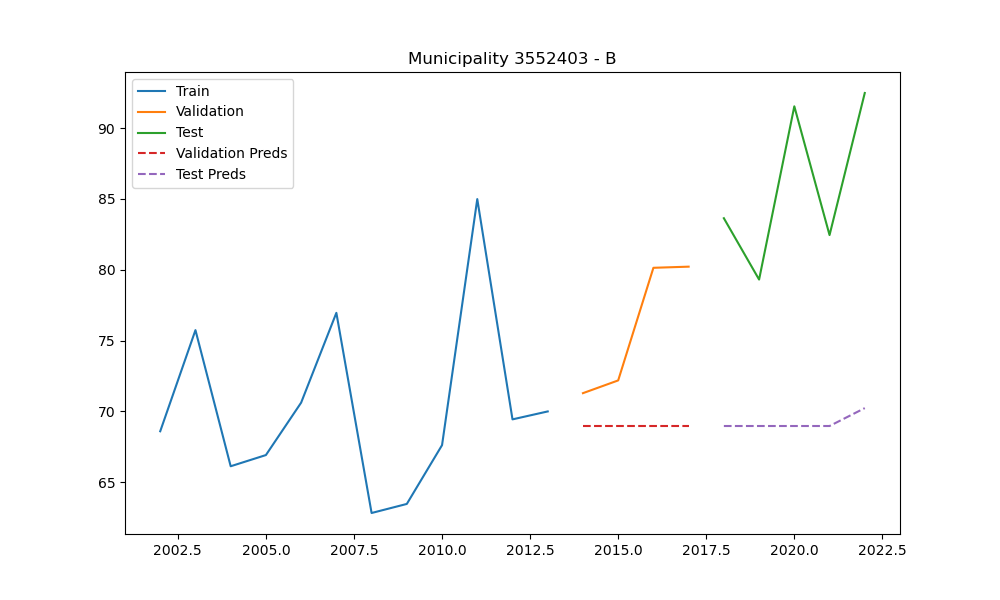 Municipality 3552403 - B
Train
Validation
Test
Validation Preds
Test Preds
90
85
80
75
70
65
2002.5 2005.0 2007.5 2010.0 2012.5 2015.0 2017.5 2020.0 2022.5